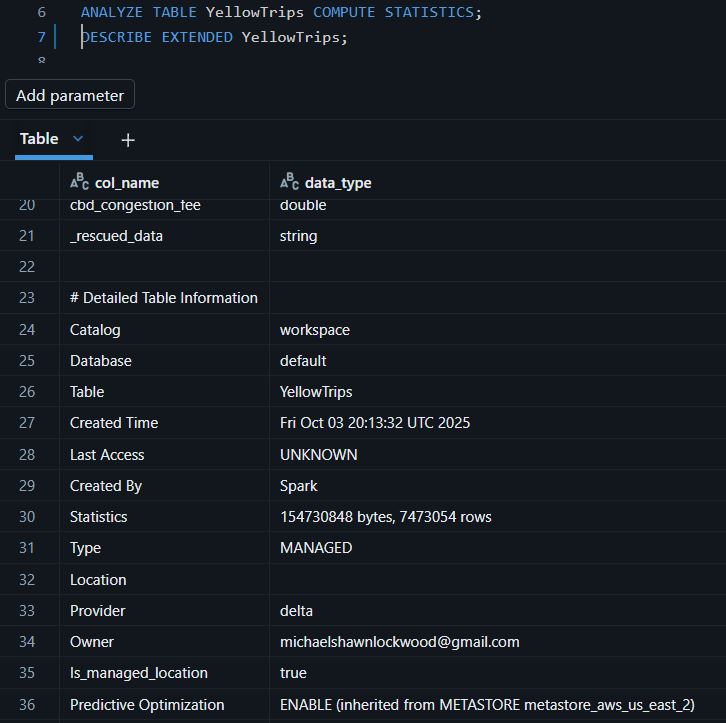 6 ANALYZE TABLE YellowTrips COMPUTE STATISTICS;
7 DESCRIBE EXTENDED YellowTrips;
8
Add parameter
Table +
ABC col_name ABC data_type
20 cbd_congestion_fee double
21 _rescued_data string
22
23 # Detailed Table Information
24 Catalog workspace
25 Database default
26 Table YellowTrips
27 Created Time Fri Oct 03 20:13:32 UTC 2025
28 Last Access UNKNOWN
29 Created By Spark
30 Statistics 154730848 bytes, 7473054 rows
31 Type MANAGED
32 Location
33 Provider delta
34 Owner michaelshawnlockwood@gmail.com
35 Is_managed_location true
36 Predictive Optimization ENABLE (inherited from METASTORE metastore_aws_us_east_2)